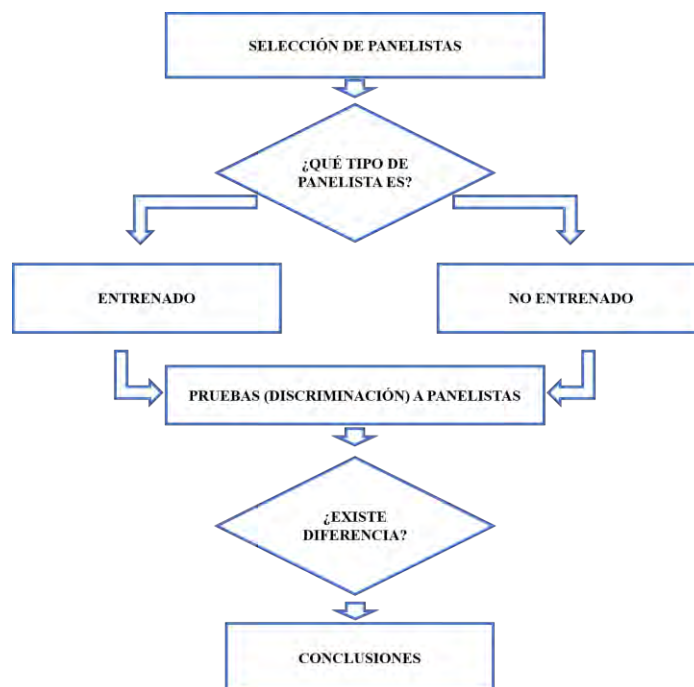 SELECCIÓN DE PANELISTAS
¿QUÉ TIPO DE
PANELISTA ES?
ENTRENADO
NO ENTRENADO
PRUEBAS (DISCRIMINACIÓN) A PANELISTAS
¿EXISTE
DIFERENCIA?
CONCLUSIONES